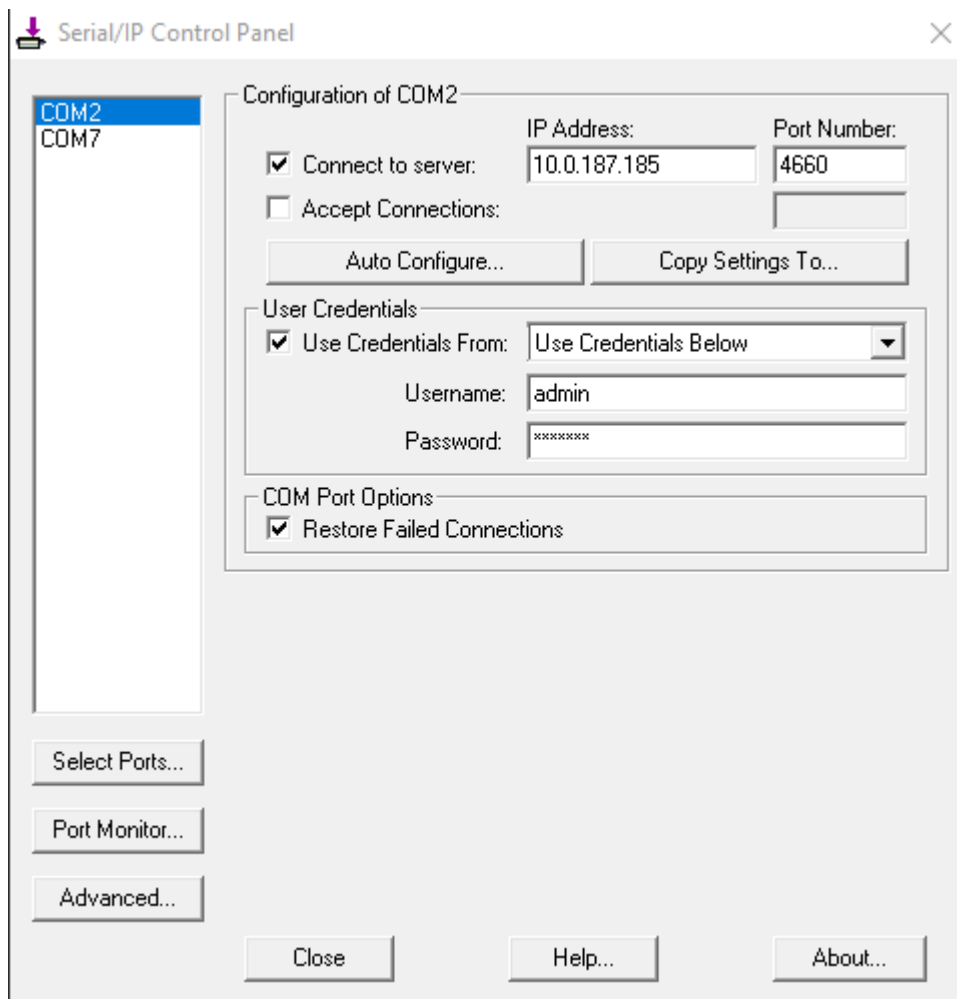 Serial/IP Control Panel
COM2
COM7
Configuration of COM2
IP Address: Port Number:
Connect to server: 10.0.187.185 4660
Accept Connections:
Auto Configure... Copy Settings To...
User Credentials
Use Credentials From: Use Credentials Below
Username: admin
Password: *******
COM Port Options
Restore Failed Connections
Select Ports...
Port Monitor...
Advanced...
Close Help... About...